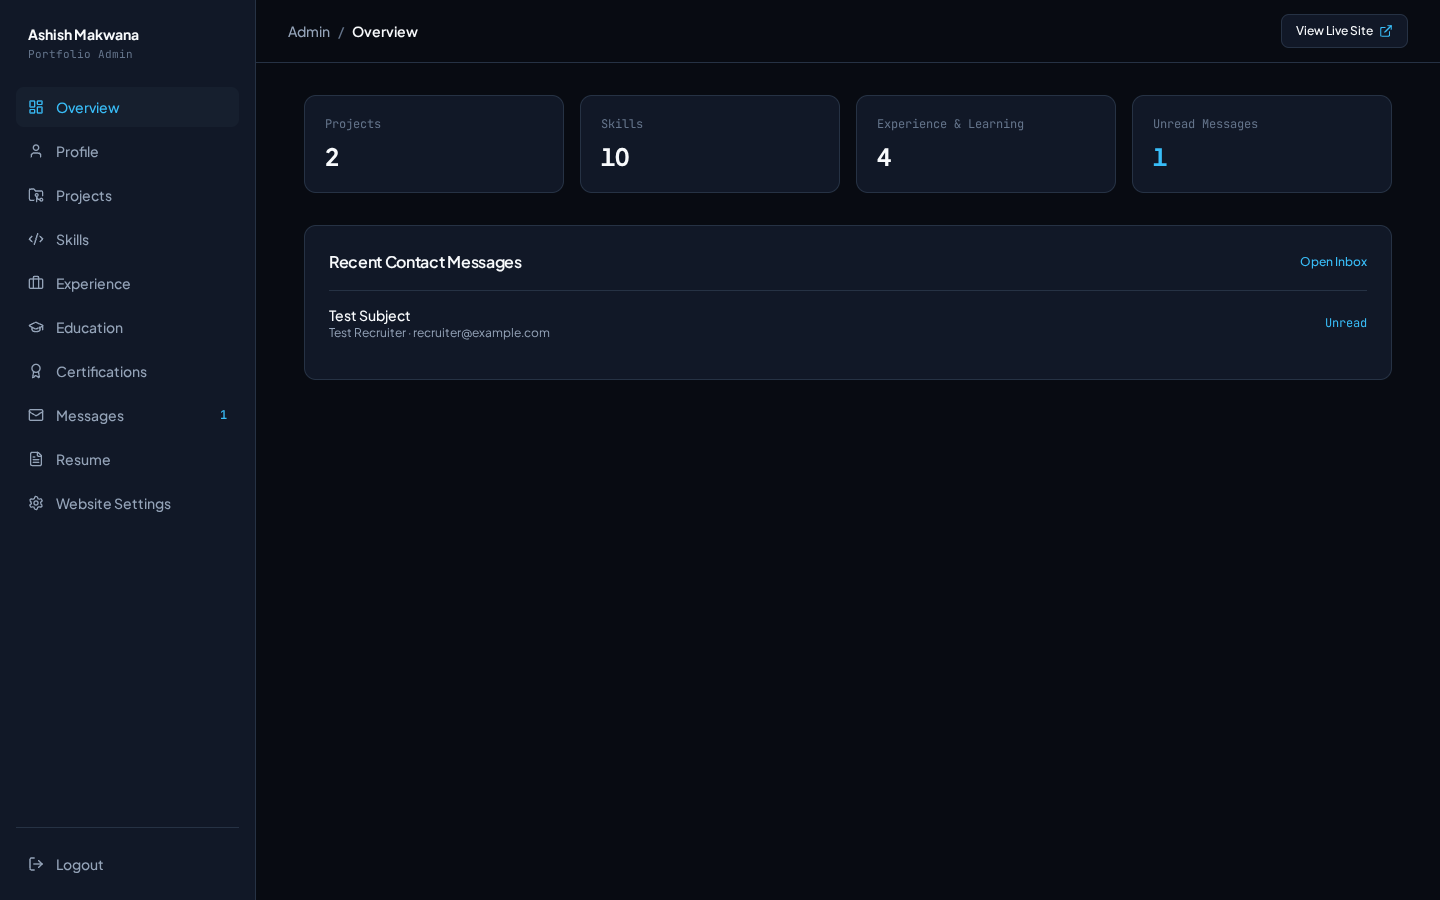 Ashish Makwana
Portfolio Admin
Overview
Profile
Projects
Skills
Experience
Education
Certifications
Messages 1
Resume
Website Settings
Logout
Admin / Overview
View Live Site
Projects
2
Skills
10
Experience & Learning
4
Unread Messages
1
Recent Contact Messages
Open Inbox
Test Subject
Test Recruiter · recruiter@example.com
Unread